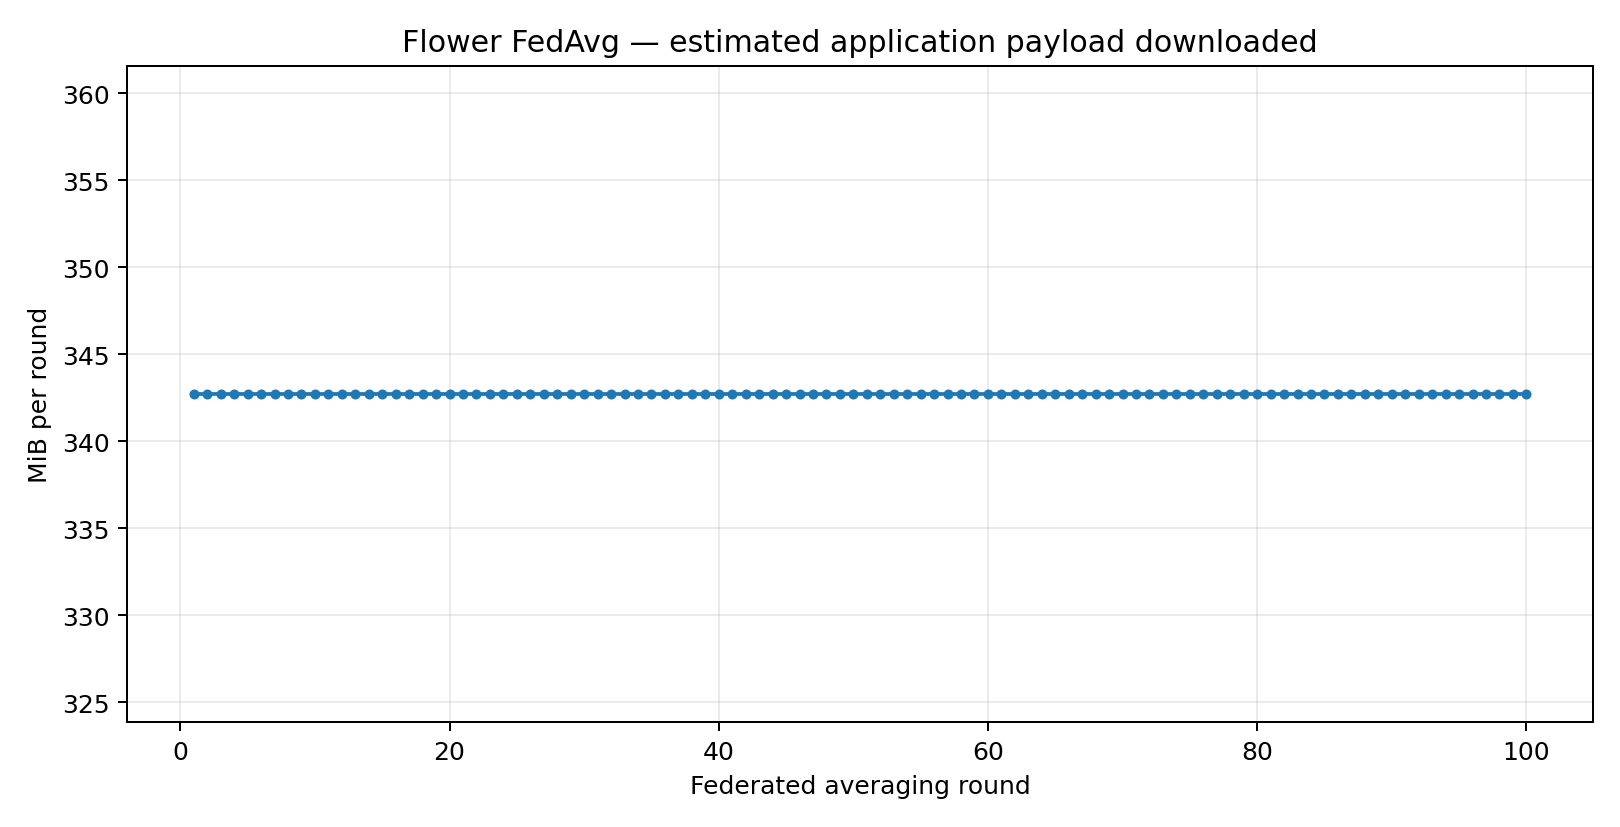 Flower FedAvg — estimated application payload downloaded
360
355
350
345
340
335
330
325
MiB per round
0 20 40 60 80 100
Federated averaging round